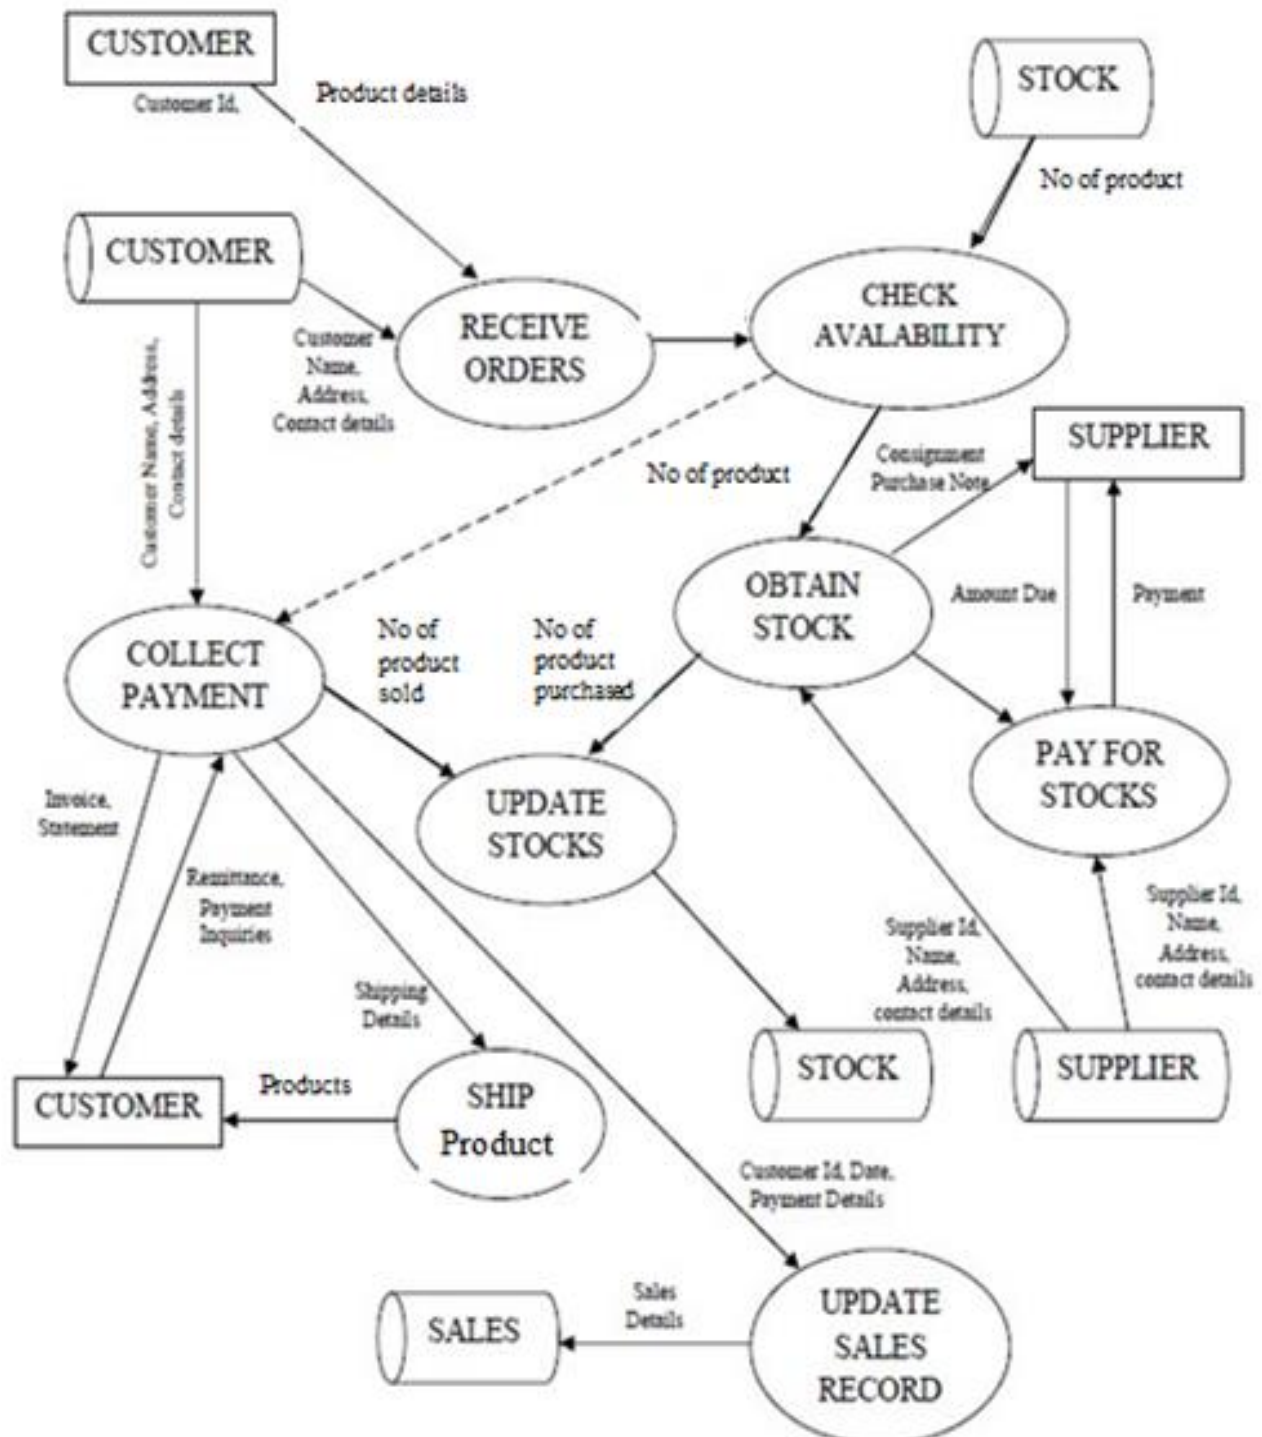 CUSTOMER
Customer Id,
Product details
STOCK
No of product
CUSTOMER
Customer
Name,
Address,
Contact details
Customer Name, Address,
Contact details
RECEIVE
ORDERS
CHECK
AVALABILITY
SUPPLIER
Consignment
Purchase Note
No of product
OBTAIN
STOCK
Amount Due
Payment
COLLECT
PAYMENT
No of
product
sold
No of
product
purchased
PAY FOR
STOCKS
UPDATE
STOCKS
Invoice,
Statement
Remittance,
Payment
Inquiries
Supplier Id,
Name,
Address,
contact details
Supplier Id,
Name,
Address,
contact details
Shipping
Details
STOCK
SUPPLIER
CUSTOMER
Products
SHIP
Product
Customer Id, Date,
Payment Details
SALES
Sales
Details
UPDATE
SALES
RECORD